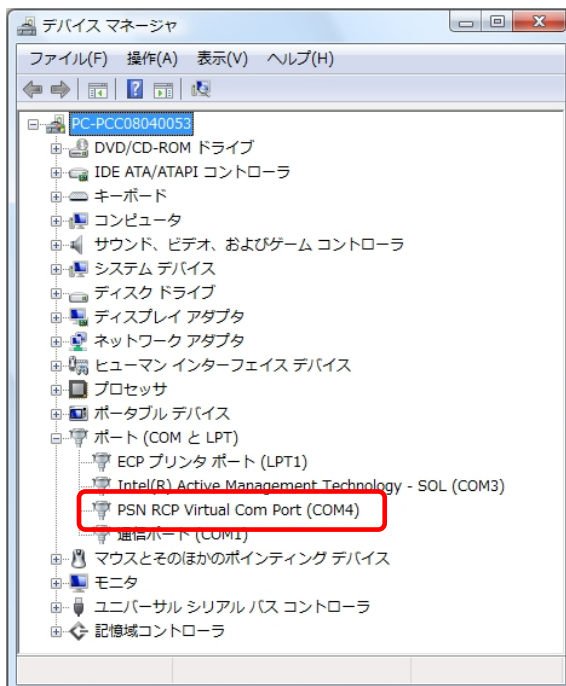 デバイス マネージャ
ファイル(F) 操作(A) 表示(V) ヘルプ(H)
PC-PCC08040053
DVD/CD-ROM ドライブ
IDE ATA/ATAPI コントローラ
キーボード
コンピュータ
サウンド、ビデオ、およびゲーム コントローラ
システム デバイス
ディスク ドライブ
ディスプレイ アダプタ
ネットワーク アダプタ
ヒューマン インターフェイス デバイス
プロセッサ
ポータブル デバイス
ポート (COM と LPT)
ECP プリンタ ポート (LPT1)
Intel(R) Active Management Technology - SOL (COM3)
PSN RCP Virtual Com Port (COM4)
通信ポート (COM1)
マウスとそのほかのポインティング デバイス
モニタ
ユニバーサル シリアル バス コントローラ
記憶域コントローラ